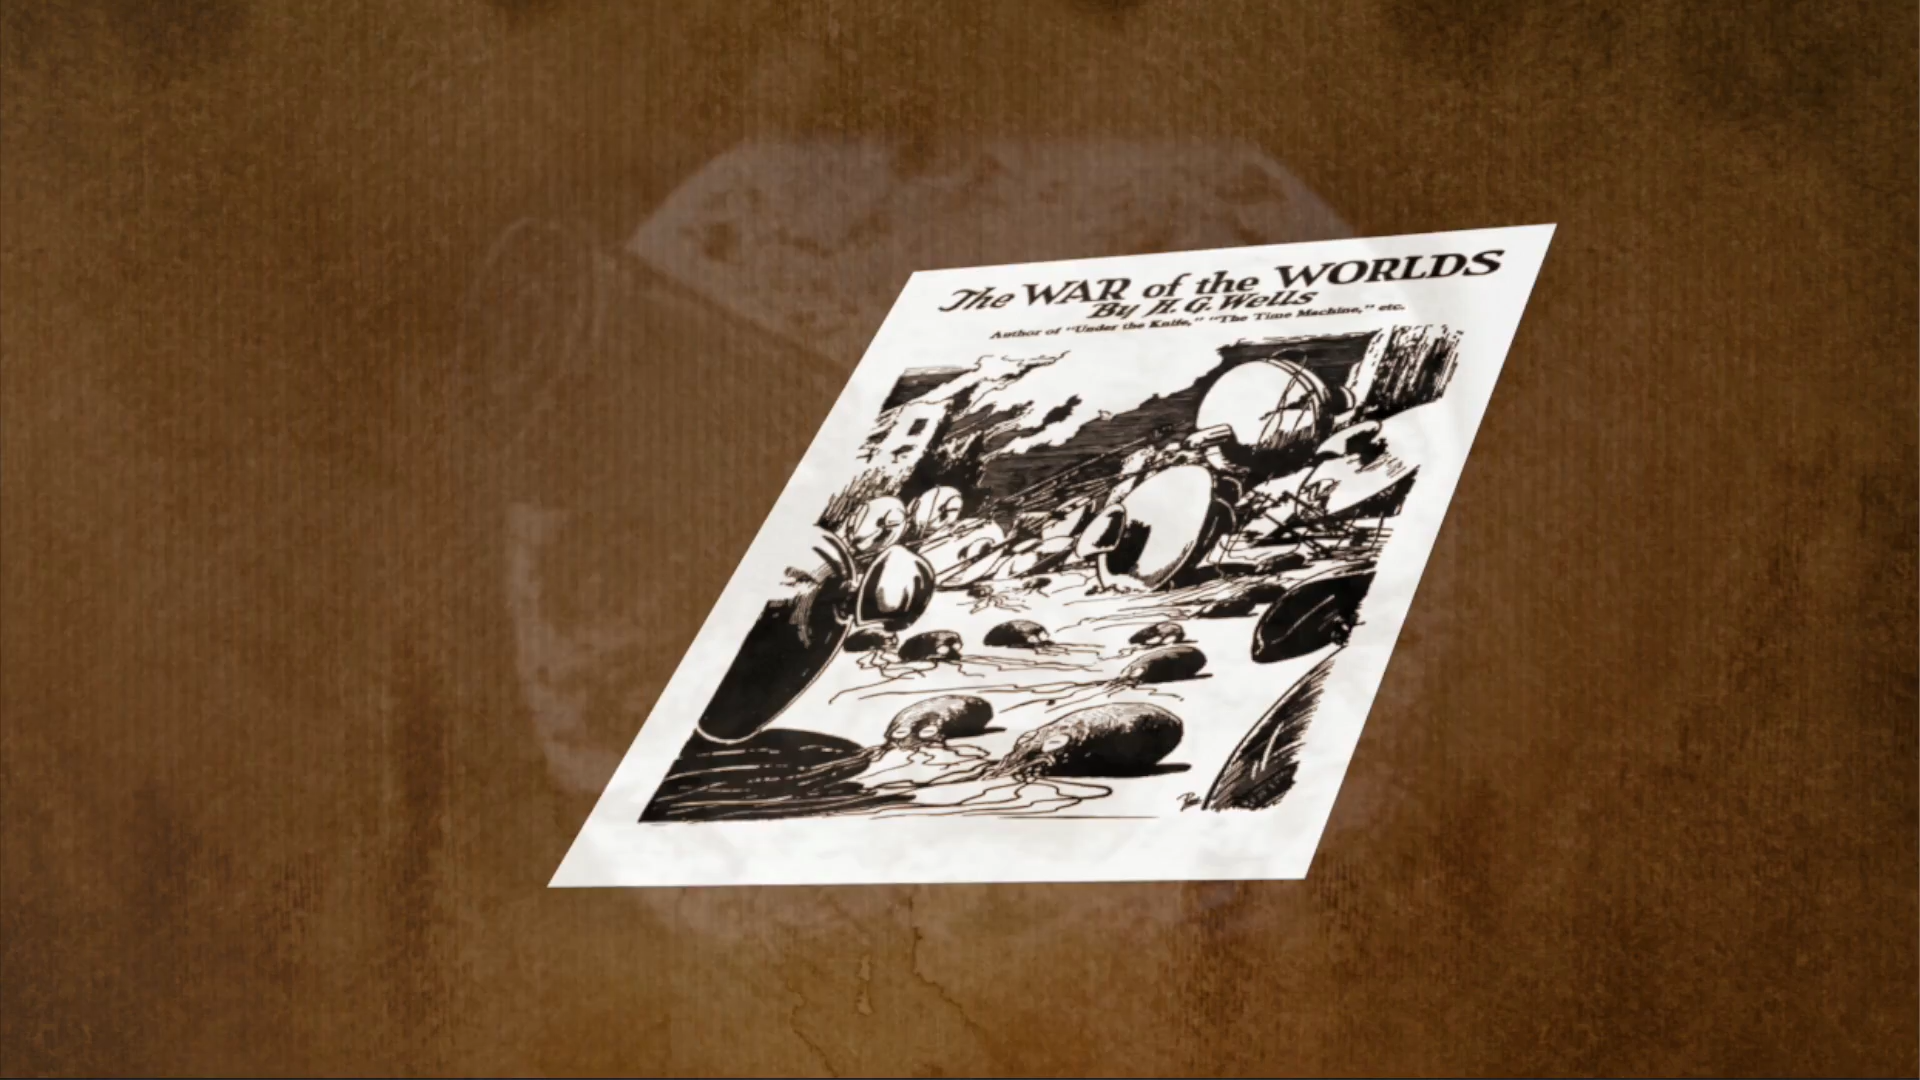 The WAR of the WORLDS
By H. G. Wells
Author of "Under the Knife," "The Time Machine," etc.